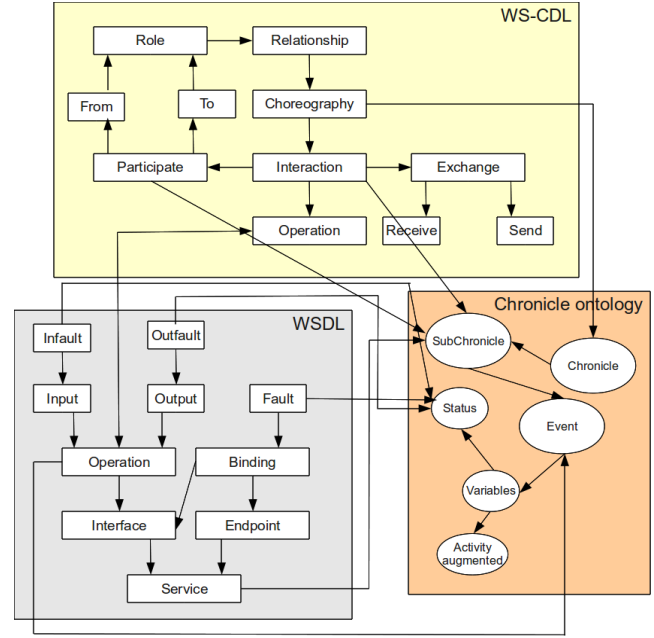 WS-CDL
Role
Relationship
From
To
Choreography
Participate
Interaction
Exchange
Operation
Receive
Send
WSDL
Infault
Outfault
Input
Output
Fault
Operation
Binding
Interface
Endpoint
Service
Chronicle ontology
SubChronicle
Chronicle
Status
Event
Variables
Activity
augmented